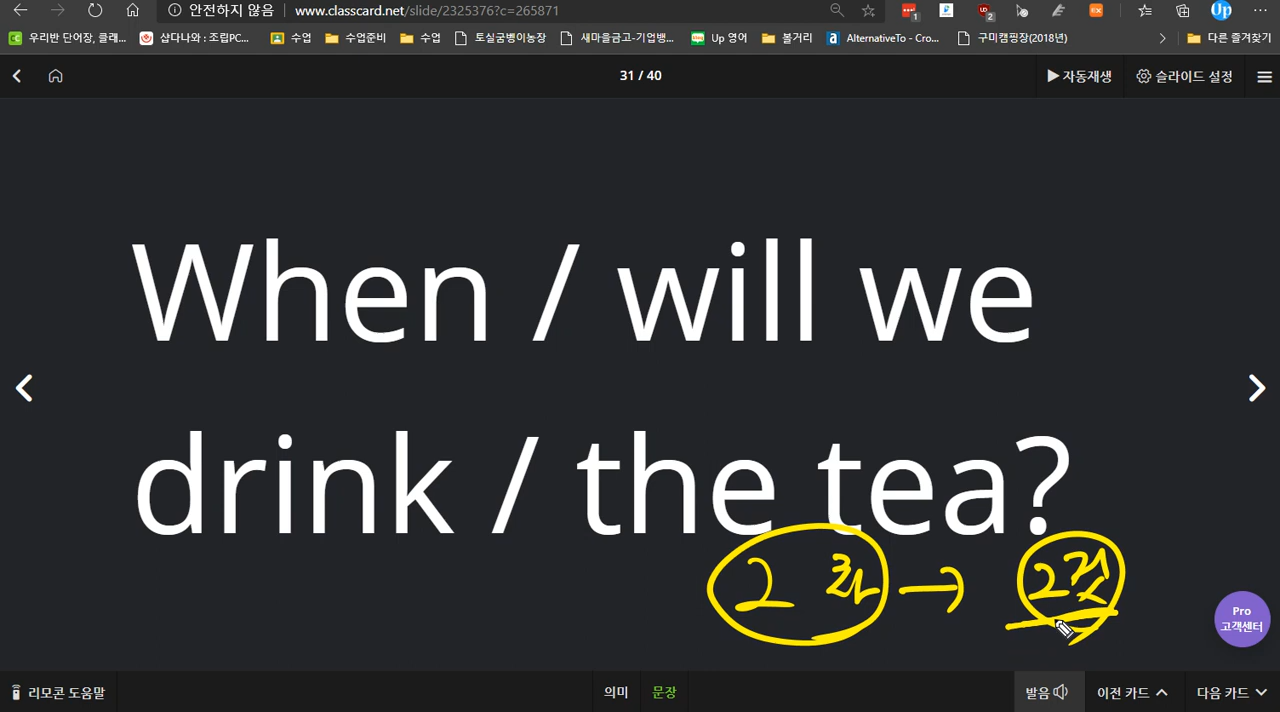 안전하지 않음 www.classcard.net/slide/2325376?c=265871
우리반 단어장, 클래... 샵다나와 : 조립PC... 수업 수업준비 수업 토실굼벵이농장 새마을금고-기업뱅... Up 영어 볼거리 AlternativeTo - Cro... 구미캠핑장(2018년) 다른 즐겨찾기
31 / 40 ▶자동재생 슬라이드 설정
When / will we
drink / the tea?
Pro
고객센터
리모콘 도움말 의미 문장 발음 이전 카드 다음 카드